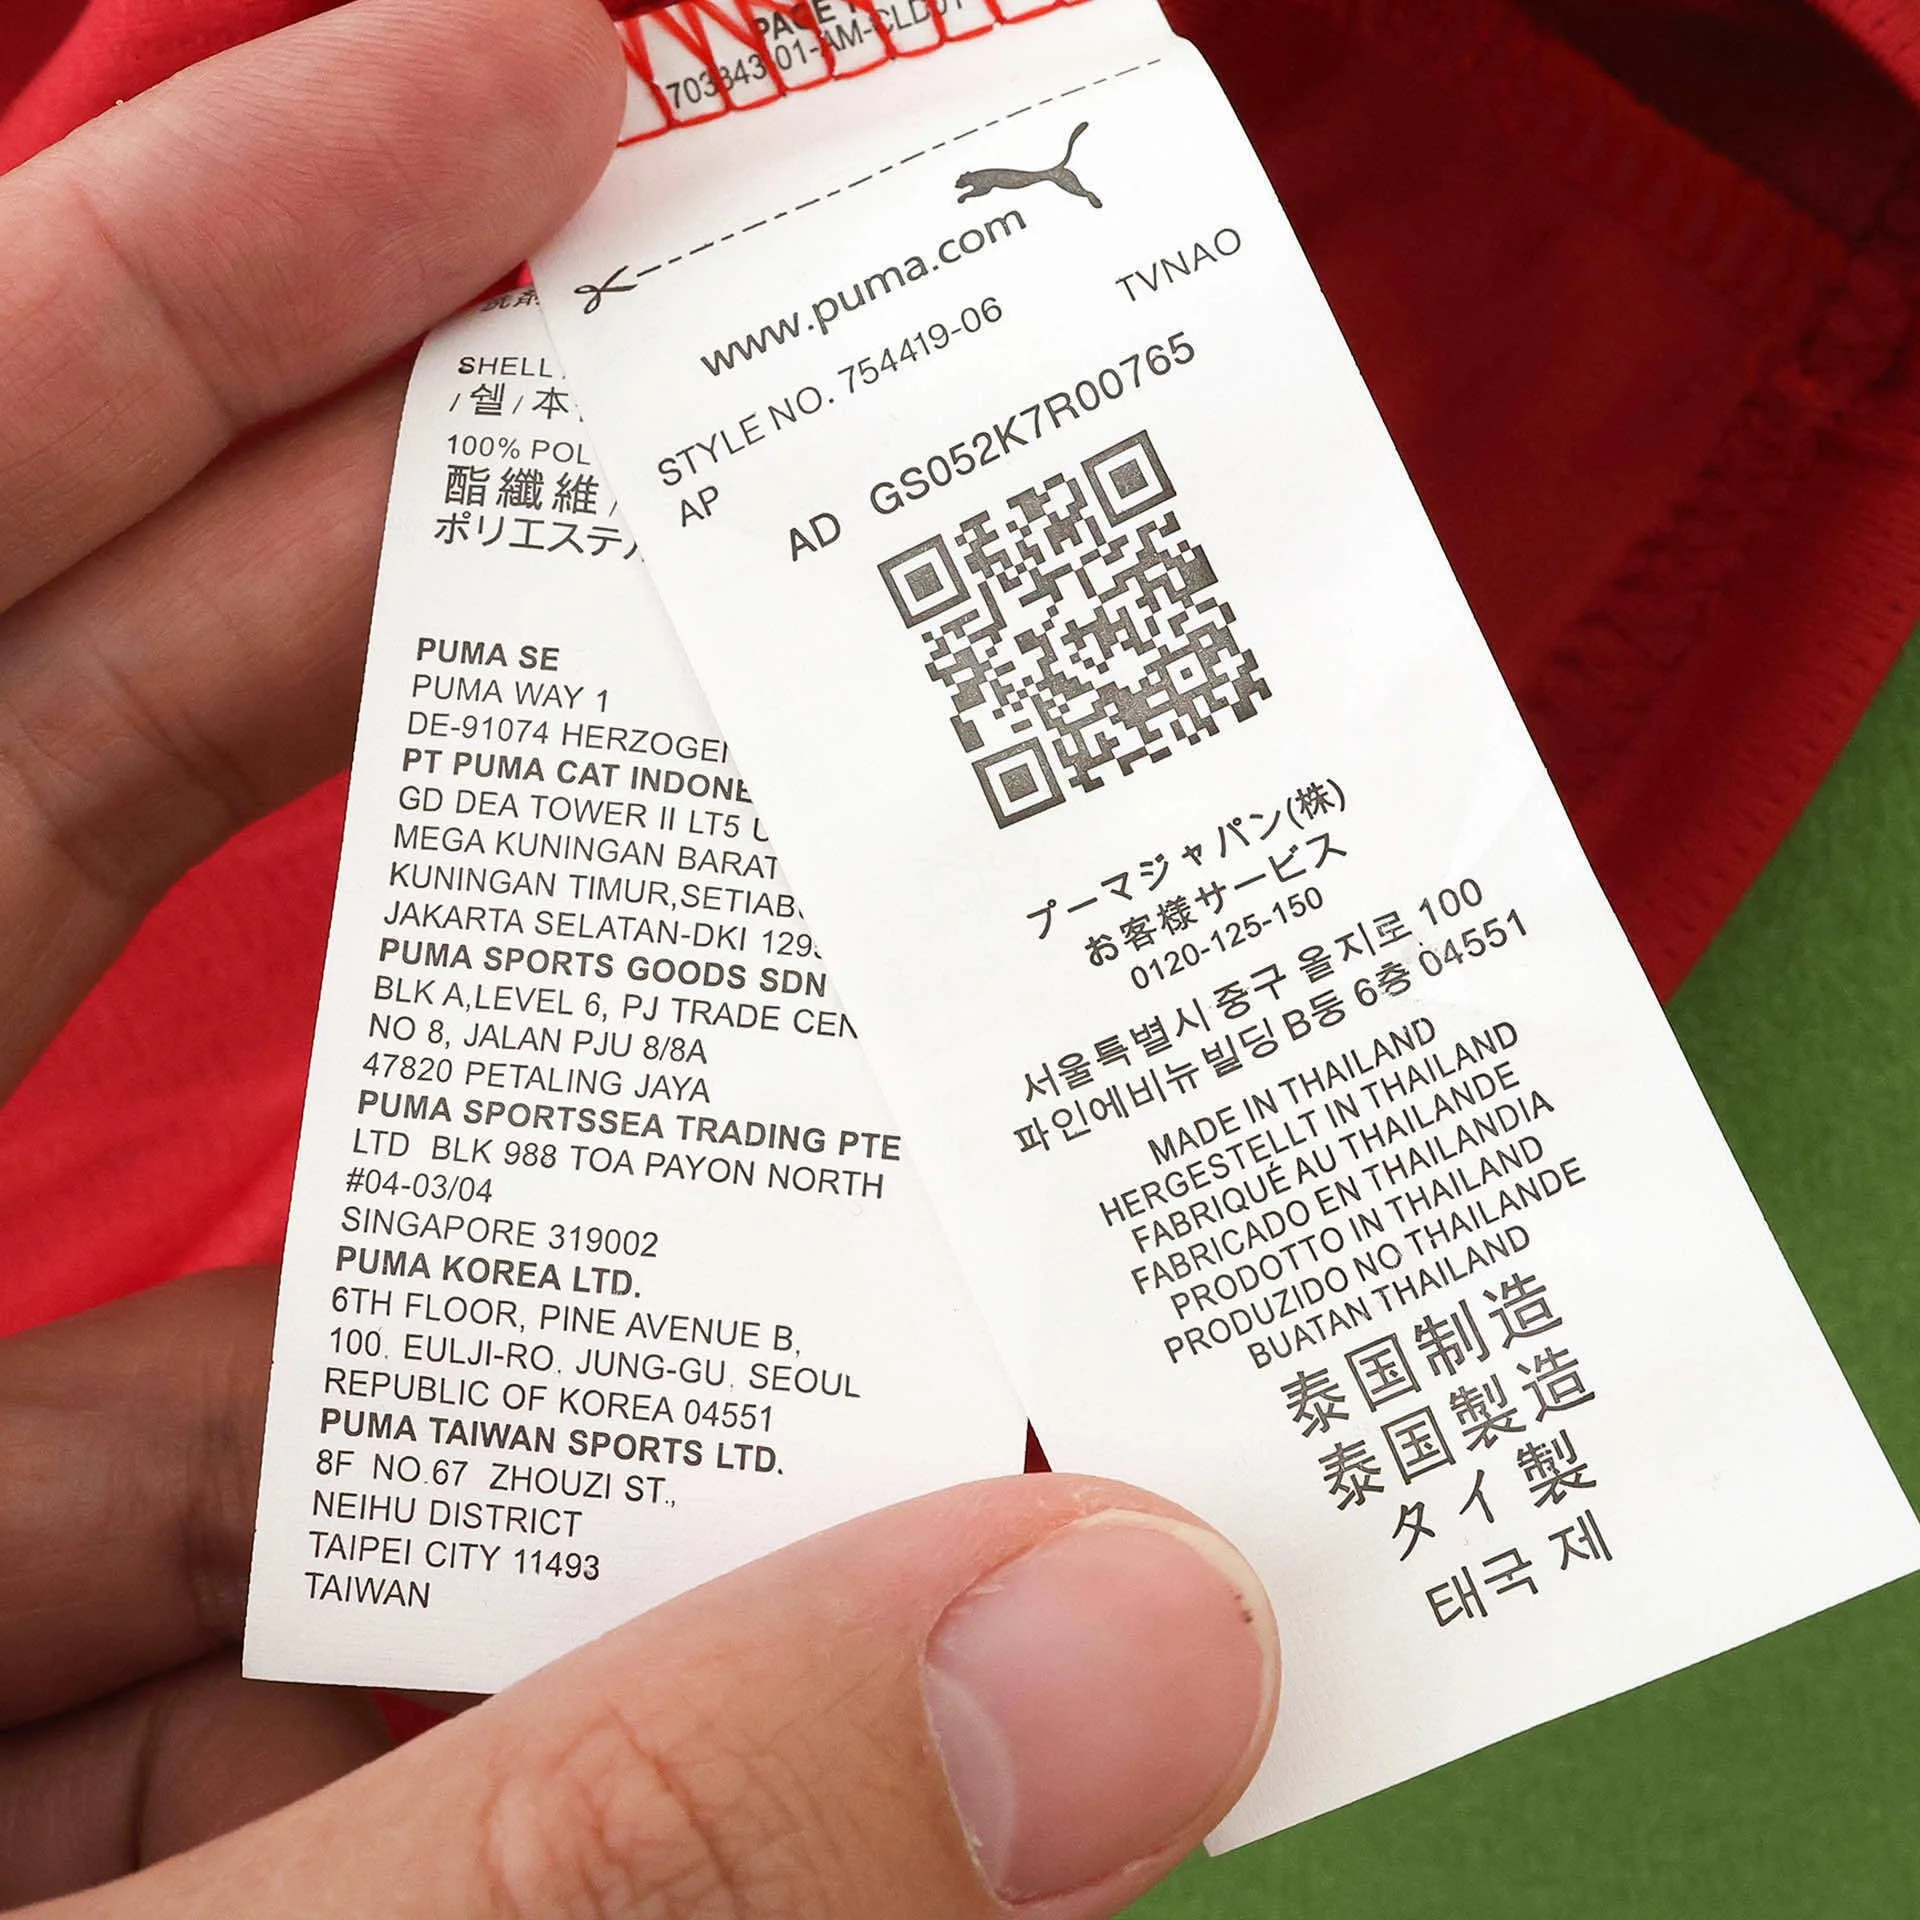 703843 01-AM-CLD
www.puma.com
STYLE NO. 754419-06 TVNAO
AP
AD GS052K7R00765
プーマジャパン(株)
お客様サービス
0120-125-150
서울특별시 중구 을지로 100
파인에비뉴빌딩 B동 6층 04551
MADE IN THAILAND
HERGESTELLT IN THAILAND
FABRIQUÉ AU THAILANDE
FABRICADO EN THAILANDIA
PRODOTTO IN THAILAND
PRODUZIDO NO THAILANDE
BUATAN THAILAND
泰国制造
泰国製造
タイ製
태국 제
SHELL
/ 쉘 / 本
100% POL
酯纖維 /
ポリエステ
PUMA SE
PUMA WAY 1
DE-91074 HERZOGE
PT PUMA CAT INDONE
GD DEA TOWER II LT5
MEGA KUNINGAN BARAT
KUNINGAN TIMUR,SETIAB
JAKARTA SELATAN-DKI 129
PUMA SPORTS GOODS SDN
BLK A,LEVEL 6, PJ TRADE CEN
NO 8, JALAN PJU 8/8A
47820 PETALING JAYA
PUMA SPORTSSEA TRADING PTE
LTD BLK 988 TOA PAYON NORTH
#04-03/04
SINGAPORE 319002
PUMA KOREA LTD.
6TH FLOOR, PINE AVENUE B,
100, EULJI-RO, JUNG-GU, SEOUL
REPUBLIC OF KOREA 04551
PUMA TAIWAN SPORTS LTD.
8F NO.67 ZHOUZI ST.,
NEIHU DISTRICT
TAIPEI CITY 11493
TAIWAN